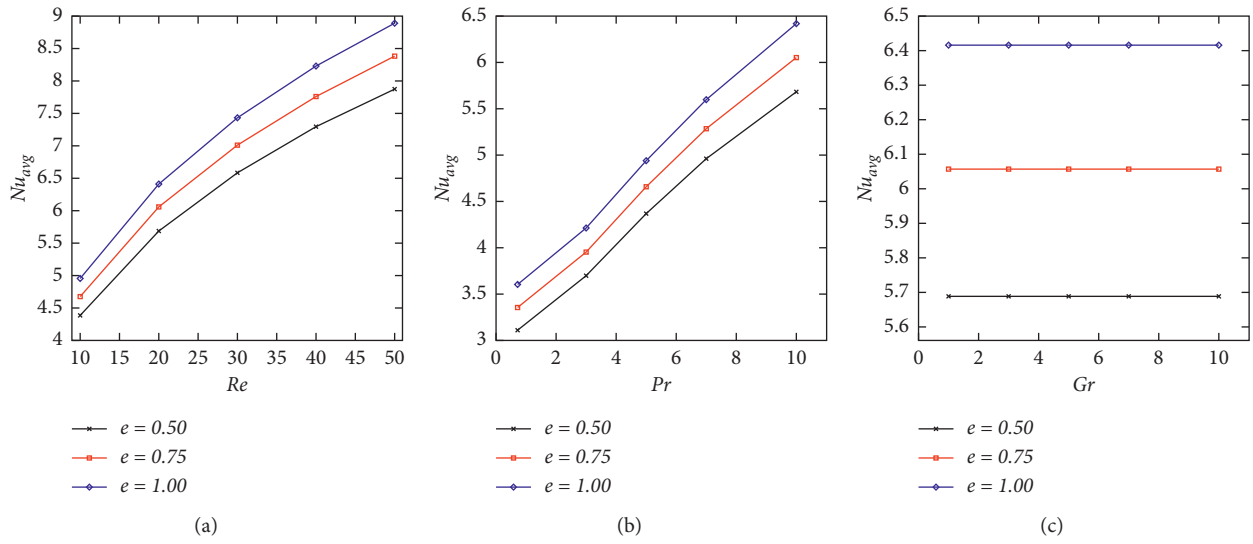 9
8.5
8
7.5
7
6.5
6
5.5
5
4.5
4
Nu_avg
10 15 20 25 30 35 40 45 50
Re
e = 0.50
e = 0.75
e = 1.00
(a)
6.5
6
5.5
5
4.5
4
3.5
3
Nu_avg
0 2 4 6 8 10
Pr
e = 0.50
e = 0.75
e = 1.00
(b)
6.5
6.4
6.3
6.2
6.1
6
5.9
5.8
5.7
5.6
Nu_avg
0 2 4 6 8 10
Gr
e = 0.50
e = 0.75
e = 1.00
(c)